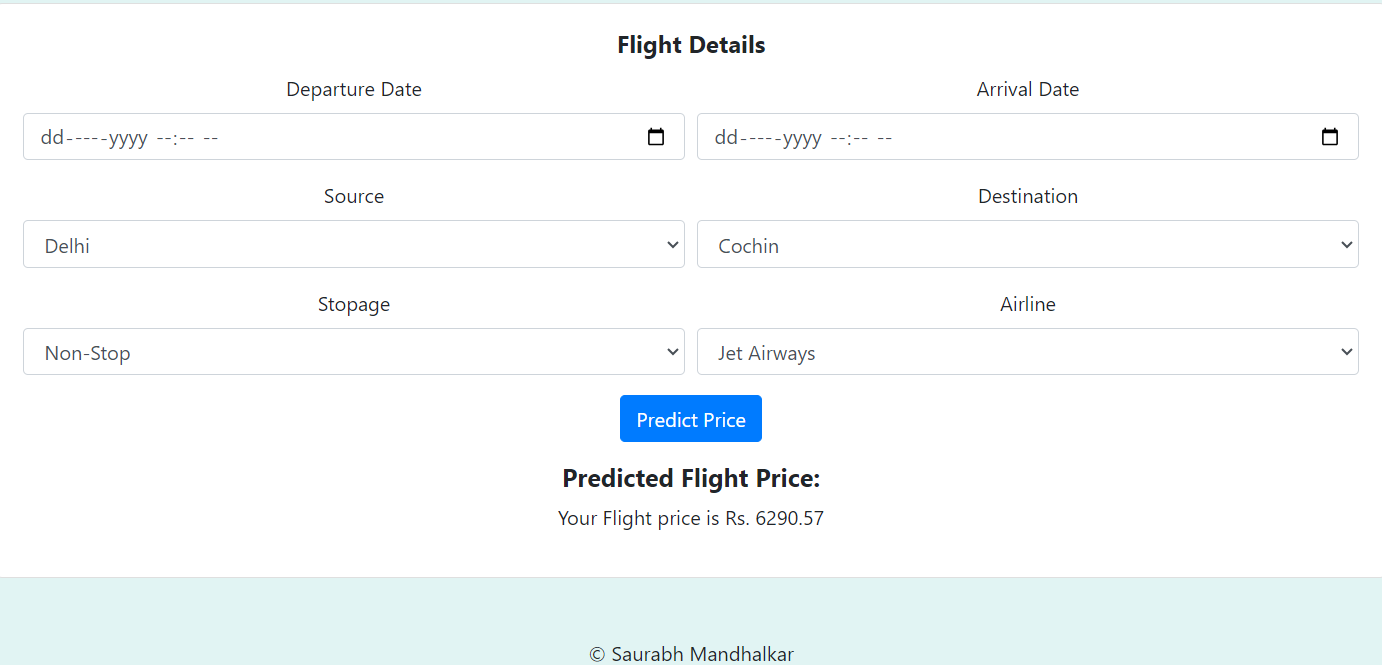 Flight Details
Departure Date
Arrival Date
dd-----yyyy --:-- --
dd-----yyyy --:-- --
Source
Destination
Delhi
Cochin
Stopage
Airline
Non-Stop
Jet Airways
Predict Price
Predicted Flight Price:
Your Flight price is Rs. 6290.57
© Saurabh Mandhalkar